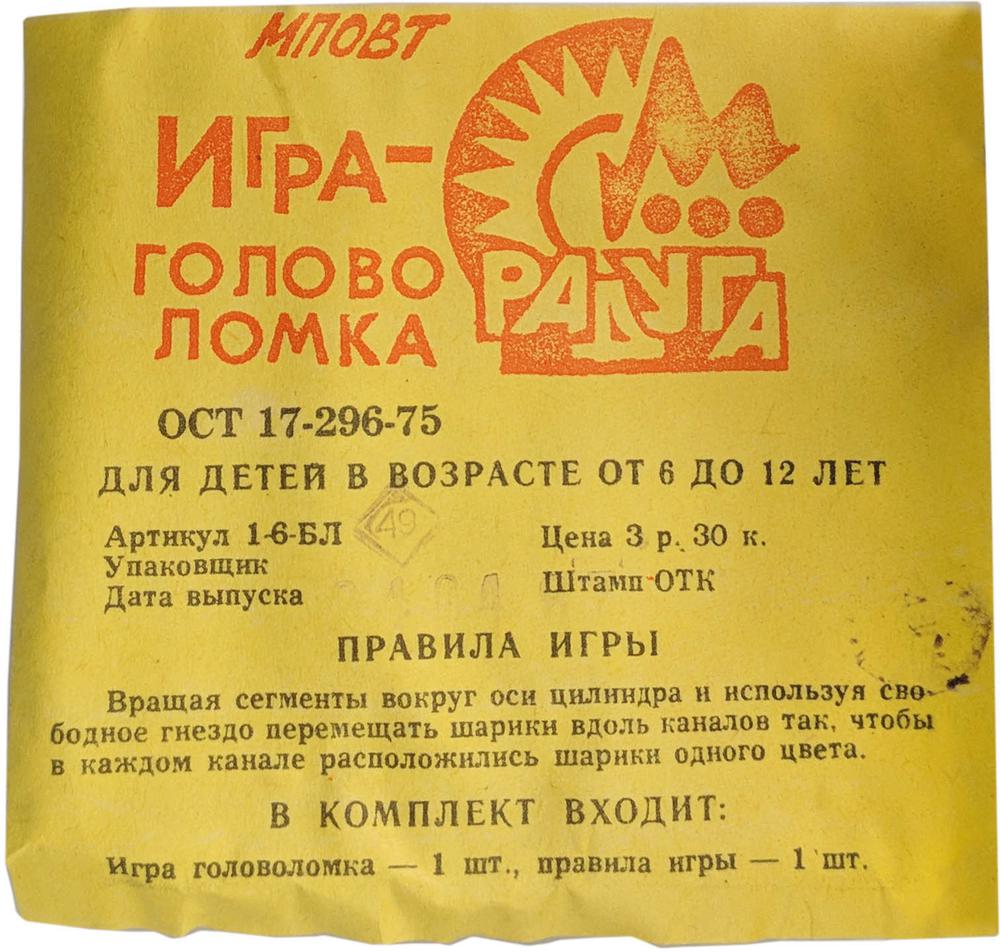 МПОВТ
ИГРА-
ГОЛОВО
ЛОМКА
РАДУГА
ОСТ 17-296-75
ДЛЯ ДЕТЕЙ В ВОЗРАСТЕ ОТ 6 ДО 12 ЛЕТ
Артикул 1-6-БЛ
49
Цена 3 р. 30 к.
Упаковщик
Дата выпуска
Штамп ОТК
ПРАВИЛА ИГРЫ
Вращая сегменты вокруг оси цилиндра и используя сво-
бодное гнездо перемещать шарики вдоль каналов так, чтобы
в каждом канале расположились шарики одного цвета.
В КОМПЛЕКТ ВХОДИТ:
Игра головоломка — 1 шт., правила игры — 1 шт.